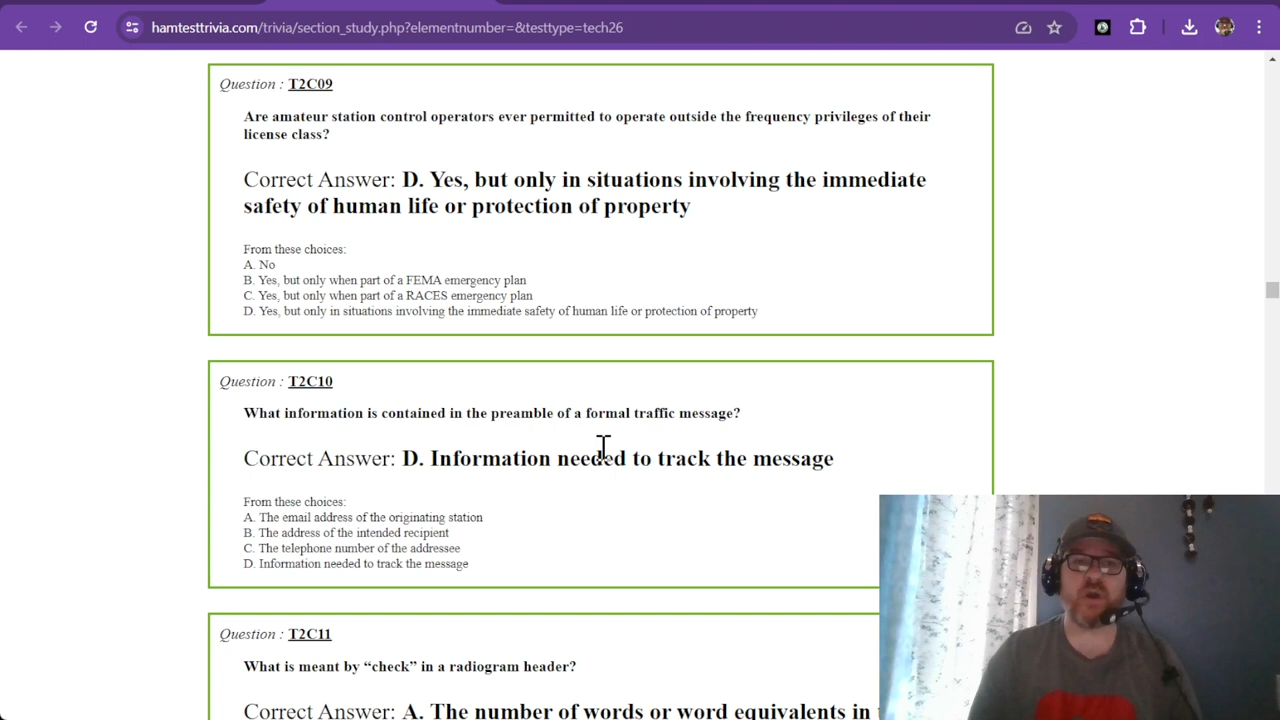 hamtesttrivia.com/trivia/section_study.php?elementnumber=&testtype=tech26
Question : T2C09
Are amateur station control operators ever permitted to operate outside the frequency privileges of their
license class?
Correct Answer: D. Yes, but only in situations involving the immediate
safety of human life or protection of property
From these choices:
A. No
B. Yes, but only when part of a FEMA emergency plan
C. Yes, but only when part of a RACES emergency plan
D. Yes, but only in situations involving the immediate safety of human life or protection of property
Question : T2C10
What information is contained in the preamble of a formal traffic message?
Correct Answer: D. Information needed to track the message
From these choices:
A. The email address of the originating station
B. The address of the intended recipient
C. The telephone number of the addressee
D. Information needed to track the message
Question : T2C11
What is meant by “check” in a radiogram header?
Correct Answer: A. The number of words or word equivalents in